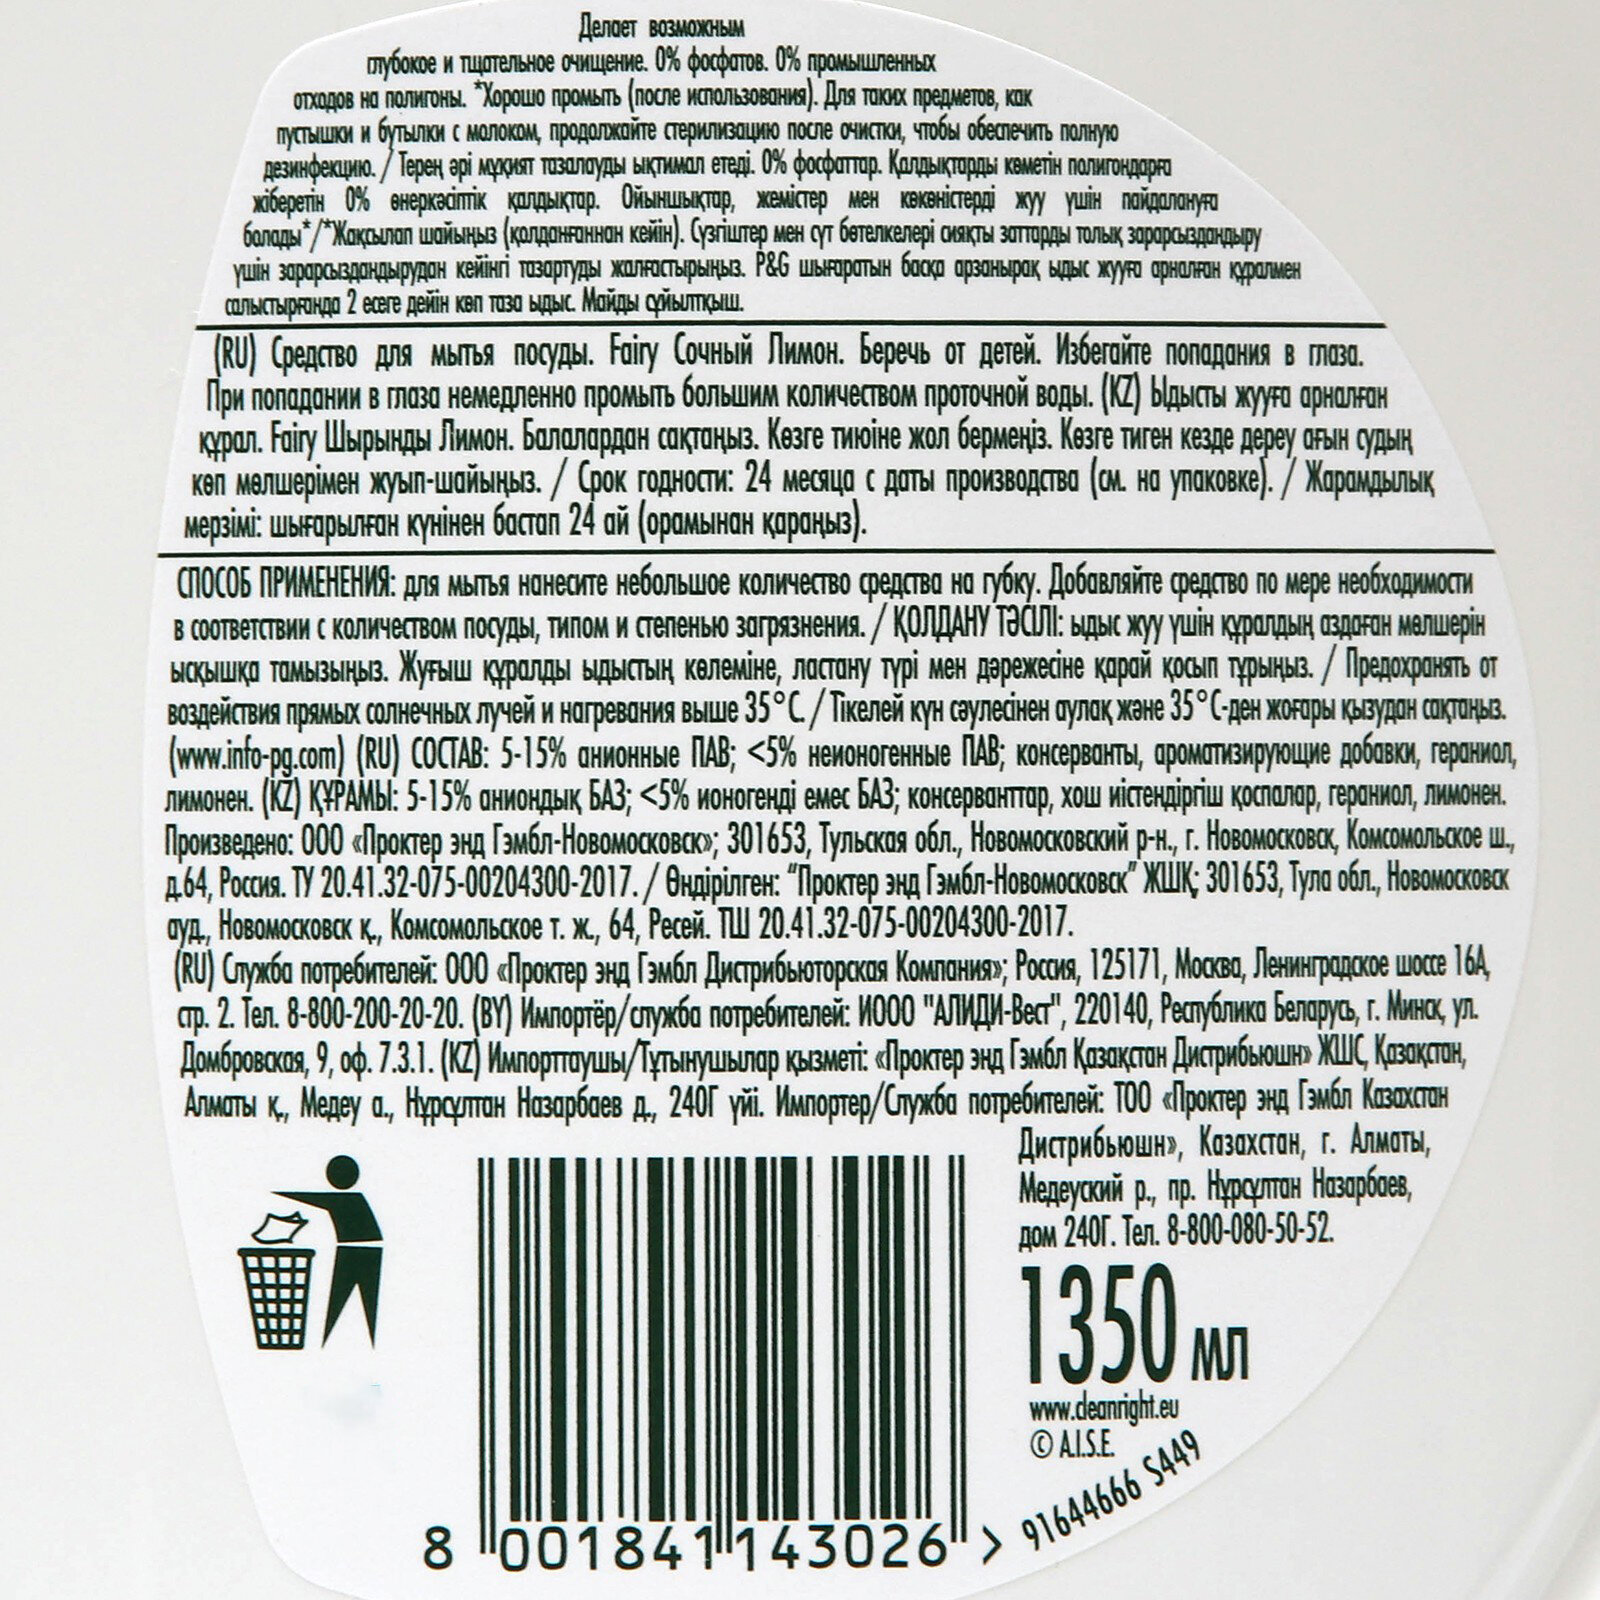 Делает возможным
глубокое и тщательное очищение. 0% фосфатов. 0% промышленных
отходов на полигоны. *Хорошо промыть (после использования). Для таких предметов, как
пустышки и бутылки с молоком, продолжайте стерилизацию после очистки, чтобы обеспечить полную
дезинфекцию. / Терең әрі мұқият тазалауды ықтимал етеді. 0% фосфаттар. Қалдықтарды көметін полигондарға
жіберетін 0% өнеркәсіптік қалдықтар. Ойыншықтар, жемістер мен көкөністерді жуу үшін пайдалануға
болады*/*Жақсылап шайыңыз (қолданғаннан кейін). Сүзгіштер мен сүт бөтелкелері сияқты заттарды толық зарарсыздандыру
үшін зарарсыздандырудан кейінгі тазартуды жалғастырыңыз. P&G шығаратын басқа арзанырақ ыдыс жууға арналған құралмен
салыстырғанда 2 есеге дейін көп таза ыдыс. Майды сұйылтқыш.
(RU) Средство для мытья посуды. Fairy Сочный Лимон. Беречь от детей. Избегайте попадания в глаза.
При попадании в глаза немедленно промыть большим количеством проточной воды. (KZ) Ыдысты жууға арналған
құрал. Fairy Шырынды Лимон. Балалардан сақтаңыз. Көзге тиюіне жол бермеңіз. Көзге тиген кезде дереу ағын судың
көп мөлшерімен жуып-шайыңыз. / Срок годности: 24 месяца с даты производства (см. на упаковке). / Жарамдылық
мерзімі: шығарылған күнінен бастап 24 ай (орамынан қараңыз).
СПОСОБ ПРИМЕНЕНИЯ: для мытья нанесите небольшое количество средства на губку. Добавляйте средство по мере необходимости
в соответствии с количеством посуды, типом и степенью загрязнения. / ҚОЛДАНУ ТӘСІЛІ: ыдыс жуу үшін құралдың аздаған мөлшерін
ысқышқа тамызыңыз. Жуғыш құралды ыдыстың көлеміне, ластану түрі мен дәрежесіне қарай қосып тұрыңыз. / Предохранять от
воздействия прямых солнечных лучей и нагревания выше 35°C. / Тікелей күн сәулесінен аулақ және 35°C-ден жоғары қызудан сақтаңыз.
(www.info-pg.com) (RU) СОСТАВ: 5-15% анионные ПАВ; <5% неионогенные ПАВ; консерванты, ароматизирующие добавки, гераниол,
лимонен. (KZ) ҚҰРАМЫ: 5-15% аниондық БАЗ; <5% ионогенді емес БАЗ; консерванттар, хош иістендіргіш қоспалар, гераниол, лимонен.
Произведено: ООО «Проктер энд Гэмбл-Новомосковск»; 301653, Тульская обл., Новомосковский р-н., г. Новомосковск, Комсомольское ш.,
д.64, Россия. ТУ 20.41.32-075-00204300-2017. / Өндірілген: "Проктер энд Гэмбл-Новомосковск" ЖШҚ; 301653, Тула обл., Новомосковск
ауд., Новомосковск қ., Комсомольское т. ж., 64, Ресей. ТШ 20.41.32-075-00204300-2017.
(RU) Служба потребителей: ООО «Проктер энд Гэмбл Дистрибьюторская Компания»; Россия, 125171, Москва, Ленинградское шоссе 16А,
стр. 2. Тел. 8-800-200-20-20. (BY) Импортёр/служба потребителей: ИООО "АЛИДИ-Вест", 220140, Республика Беларусь, г. Минск, ул.
Домбровская, 9, оф. 7.3.1. (KZ) Импорттаушы/Тұтынушылар қызметі: «Проктер энд Гэмбл Қазақстан Дистрибьюшн» ЖШС, Қазақстан,
Алматы қ., Медеу а., Нұрсұлтан Назарбаев д., 240Г үйі. Импортер/Служба потребителей: ТОО «Проктер энд Гэмбл Казахстан
Дистрибьюшн», Казахстан, г. Алматы,
Медеуский р., пр. Нұрсұлтан Назарбаев,
дом 240Г. Тел. 8-800-080-50-52.
1350 мл
www.cleanright.eu
© A.I.S.E.
91644666 S449
8 001841 143026 >